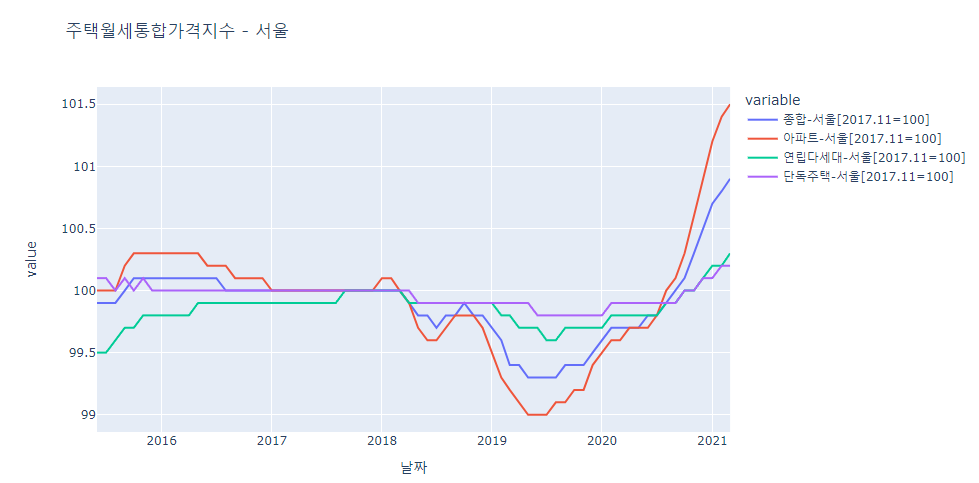 주택월세통합가격지수 - 서울
variable
종합-서울[2017.11=100]
아파트-서울[2017.11=100]
연립다세대-서울[2017.11=100]
단독주택-서울[2017.11=100]
value
101.5
101
100.5
100
99.5
99
2016 2017 2018 2019 2020 2021
날짜